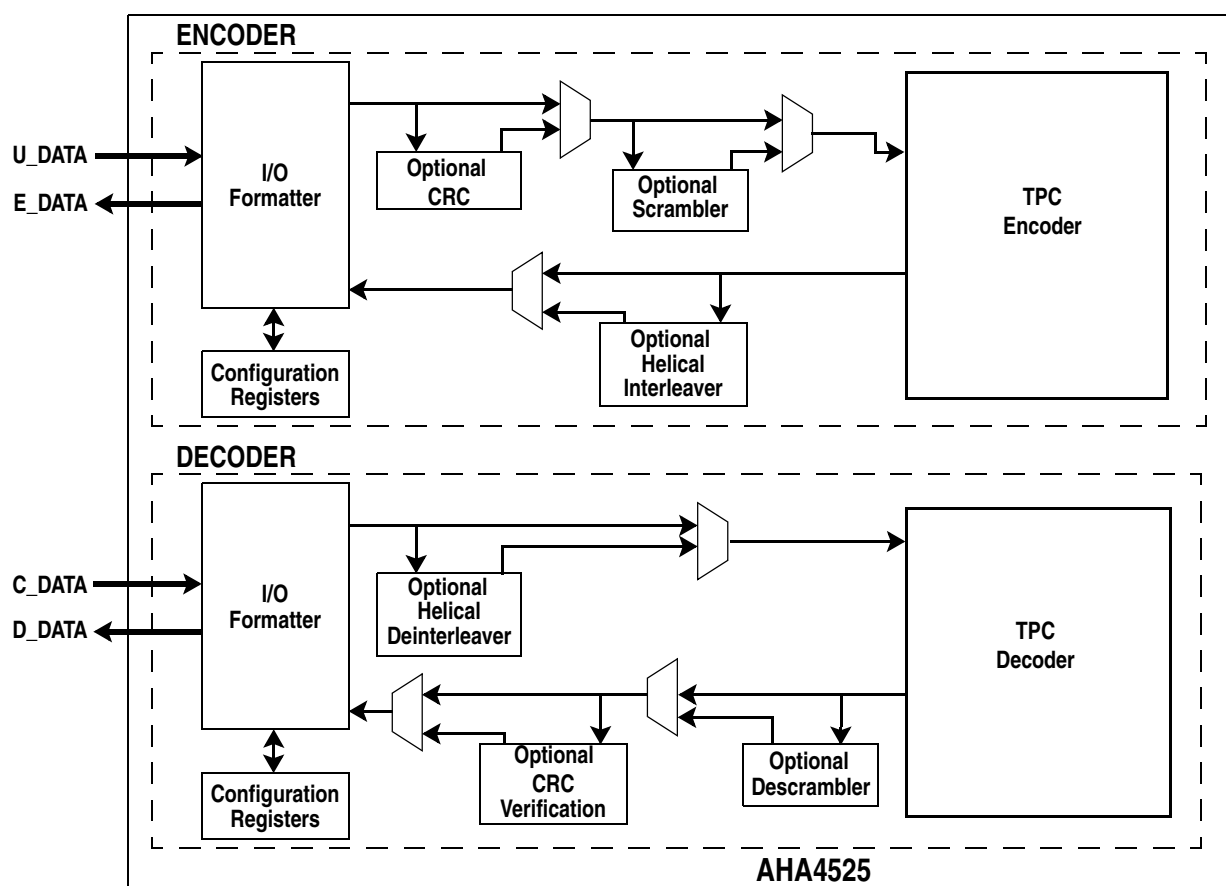 ENCODER
U_DATA
E_DATA
I/O
Formatter
Optional
CRC
Optional
Scrambler
TPC
Encoder
Optional
Helical
Interleaver
Configuration
Registers
DECODER
C_DATA
D_DATA
I/O
Formatter
Optional
Helical
Deinterleaver
TPC
Decoder
Optional
CRC
Verification
Optional
Descrambler
Configuration
Registers
AHA4525